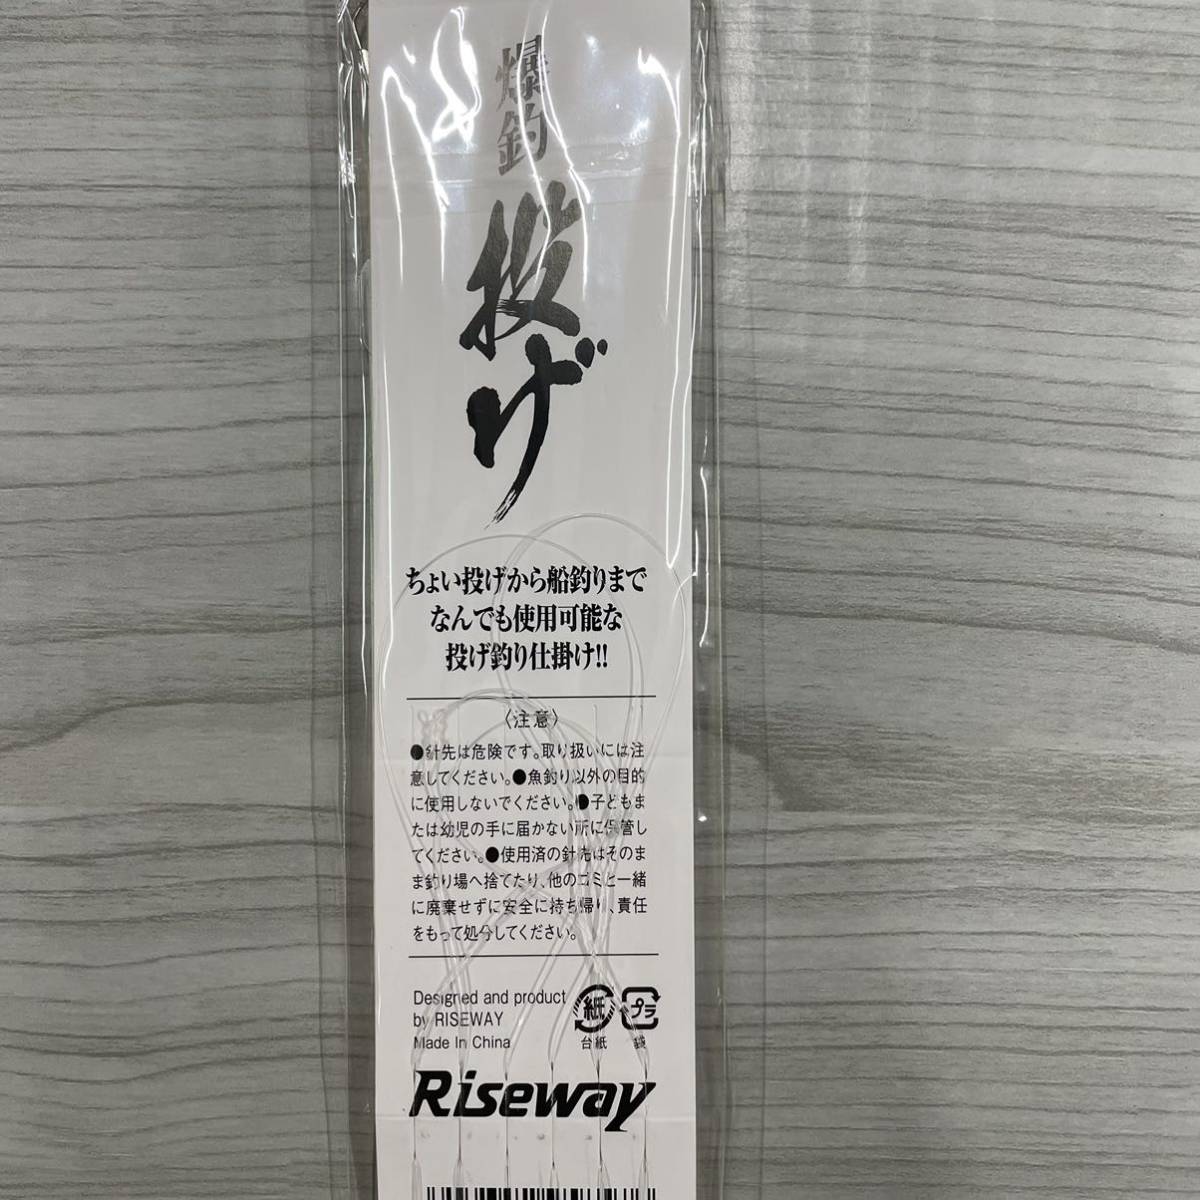 爆釣
投げ
ちょい投げから船釣りまで
なんでも使用可能な
投げ釣り仕掛け!!
〈注意〉
●針先は危険です。取り扱いには注
意してください。●魚釣り以外の目的
に使用しないでください。●子どもま
たは幼児の手に届かない所に保管し
てください。●使用済の針先はそのま
ま釣り場へ捨てたり、他のゴミと一緒
に廃棄せずに安全に持ち帰り、責任
をもって処分してください。
Designed and product
by RISEWAY
Made In China
紙 プラ
台紙 袋
Riseway